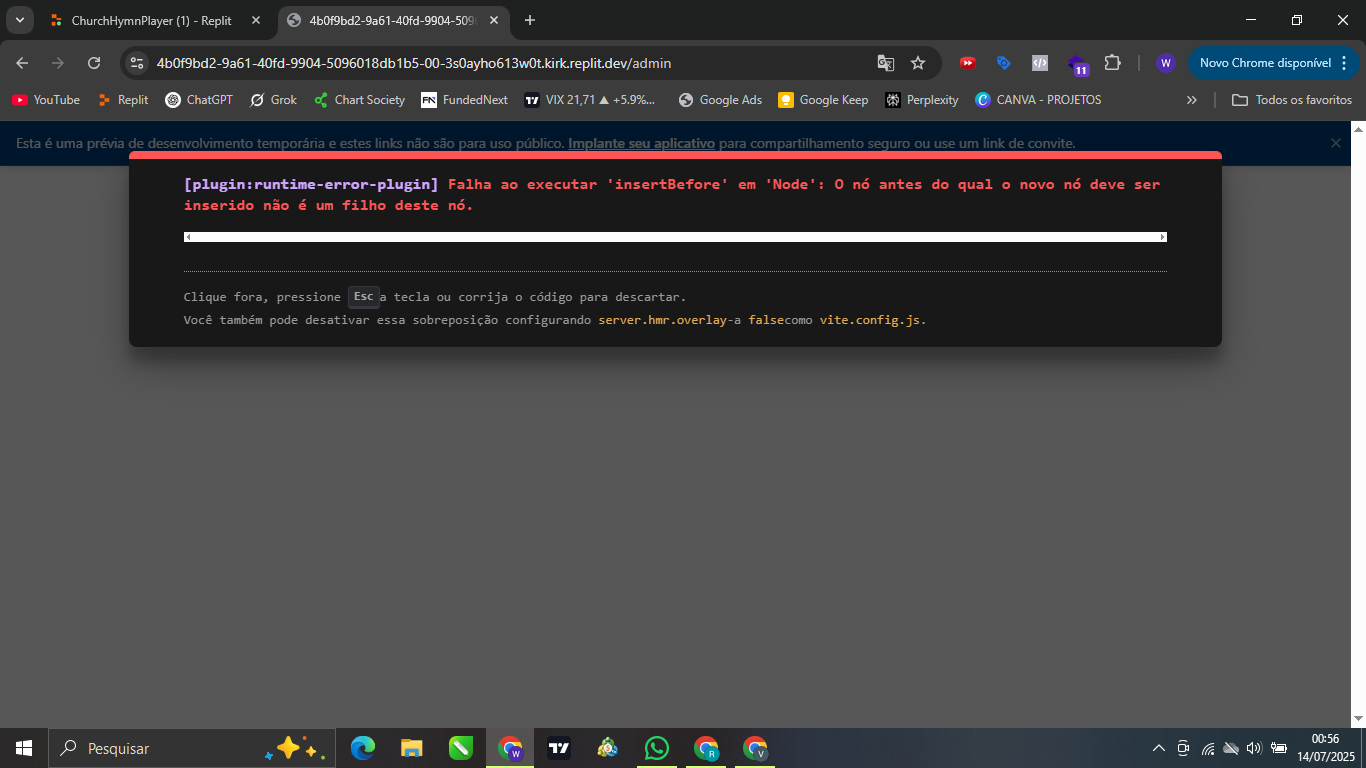 ChurchHymnPlayer (1) - Replit
4b0f9bd2-9a61-40fd-9904-509
4b0f9bd2-9a61-40fd-9904-5096018db1b5-00-3s0ayho613w0t.kirk.replit.dev/admin
11
W
Novo Chrome disponível
YouTube
Replit
ChatGPT
Grok
Chart Society
FN FundedNext
VIX 21,71 ▲ +5.9%...
Google Ads
Google Keep
Perplexity
CANVA - PROJETOS
»
Todos os favoritos
Esta é uma prévia de desenvolvimento temporária e estes links não são para uso público. Implante seu aplicativo para compartilhamento seguro ou use um link de convite.
[plugin:runtime-error-plugin] Falha ao executar 'insertBefore' em 'Node': O nó antes do qual o novo nó deve ser
inserido não é um filho deste nó.
Clique fora, pressione Esc a tecla ou corrija o código para descartar.
Você também pode desativar essa sobreposição configurando server.hmr.overlay-a falsecomo vite.config.js.
Pesquisar
W
R
V
00:56
14/07/2025